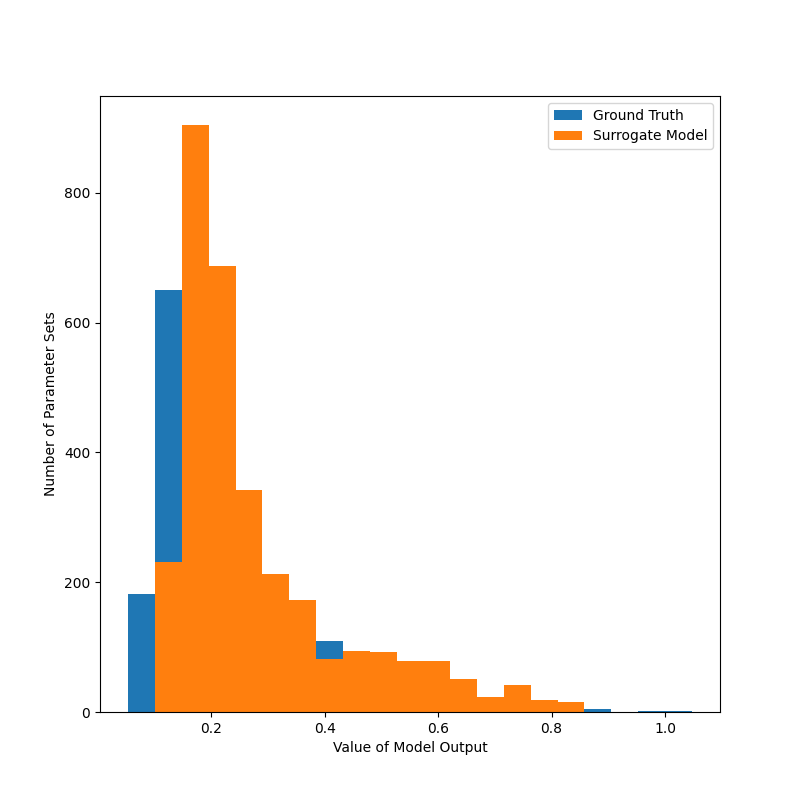 Ground Truth
Surrogate Model
800
600
400
200
0
Number of Parameter Sets
0.2 0.4 0.6 0.8 1.0
Value of Model Output